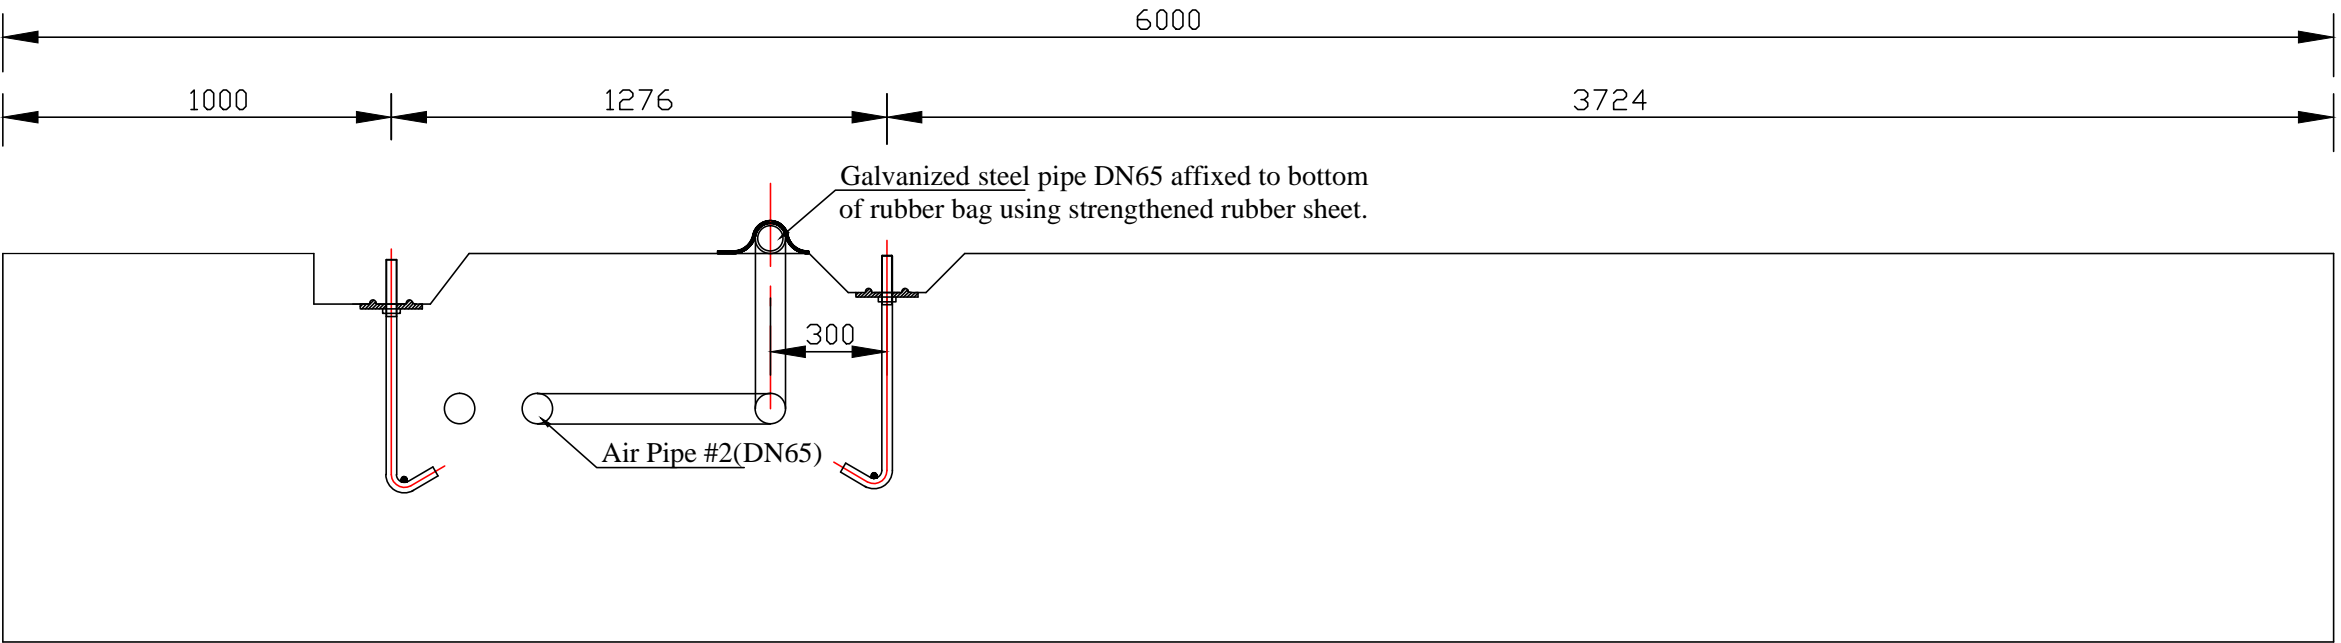 6000
1000
1276
3724
Galvanized steel pipe DN65 affixed to bottom
of rubber bag using strengthened rubber sheet.
300
Air Pipe #2(DN65)